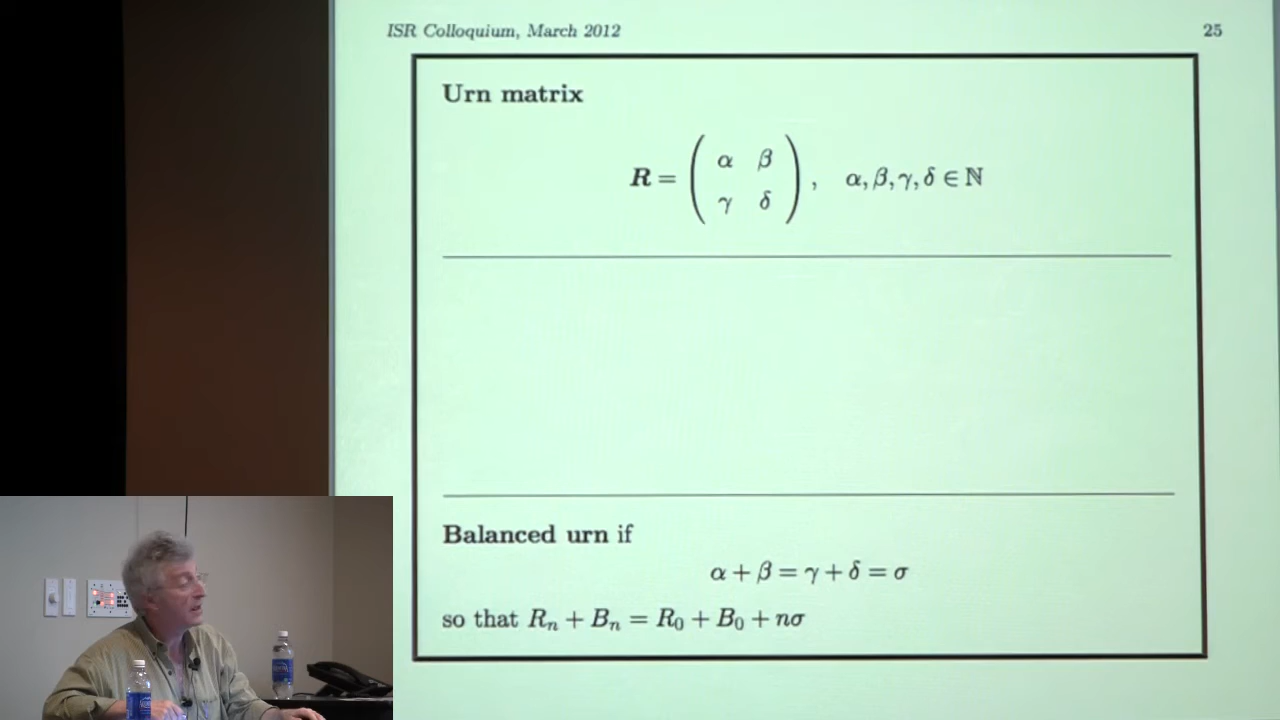 ISR Colloquium, March 2012 25
Urn matrix
R = ( α β
γ δ ), α, β, γ, δ ∈ ℕ
Balanced urn if
α + β = γ + δ = σ
so that Rₙ + Bₙ = R₀ + B₀ + nσ